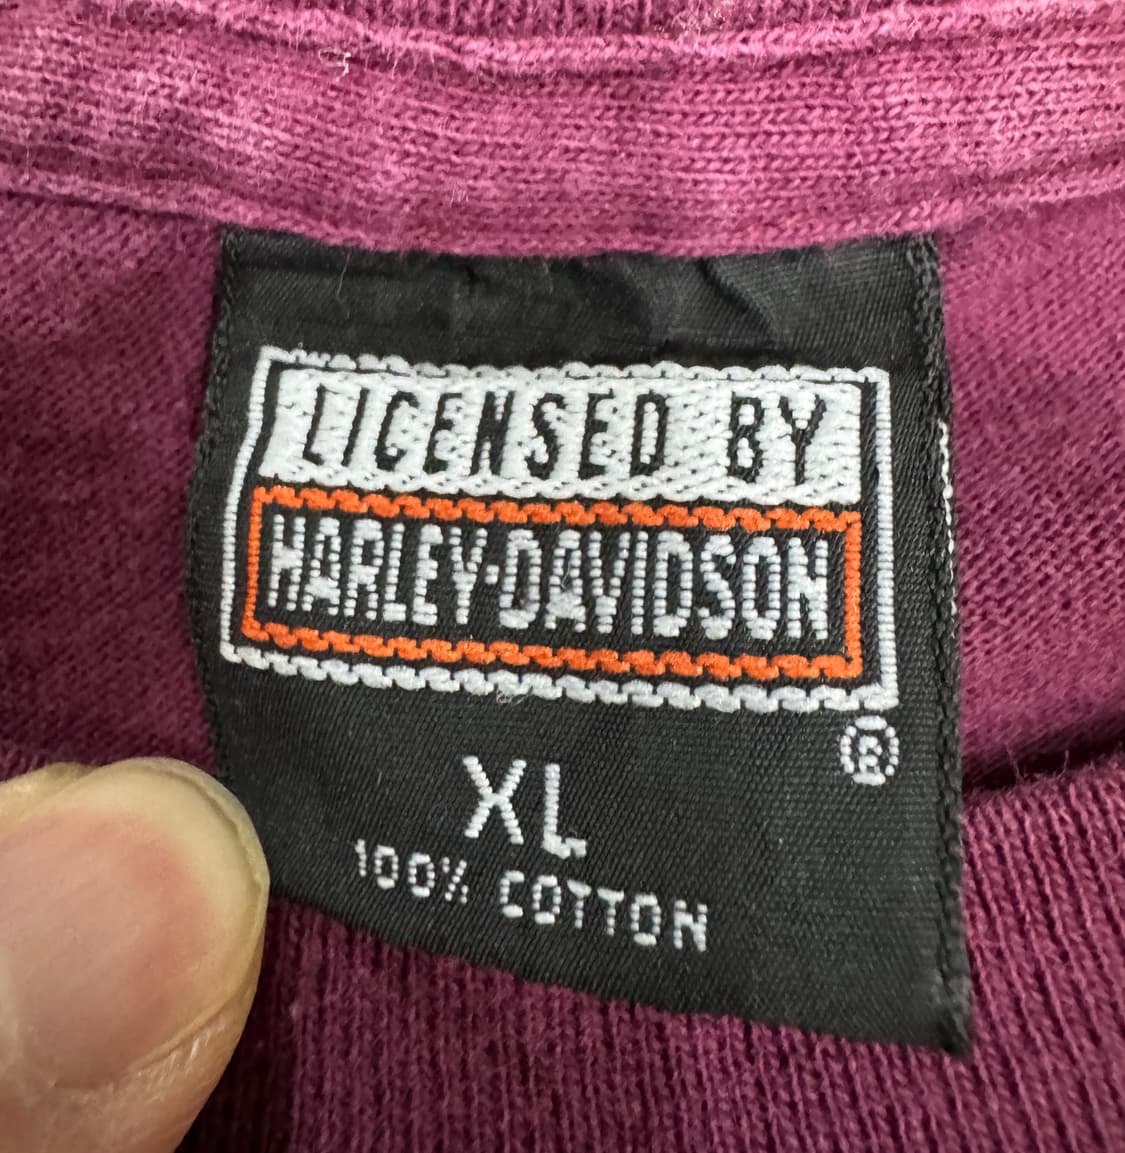 LICENSED BY
HARLEY-DAVIDSON
®
XL
100% COTTON